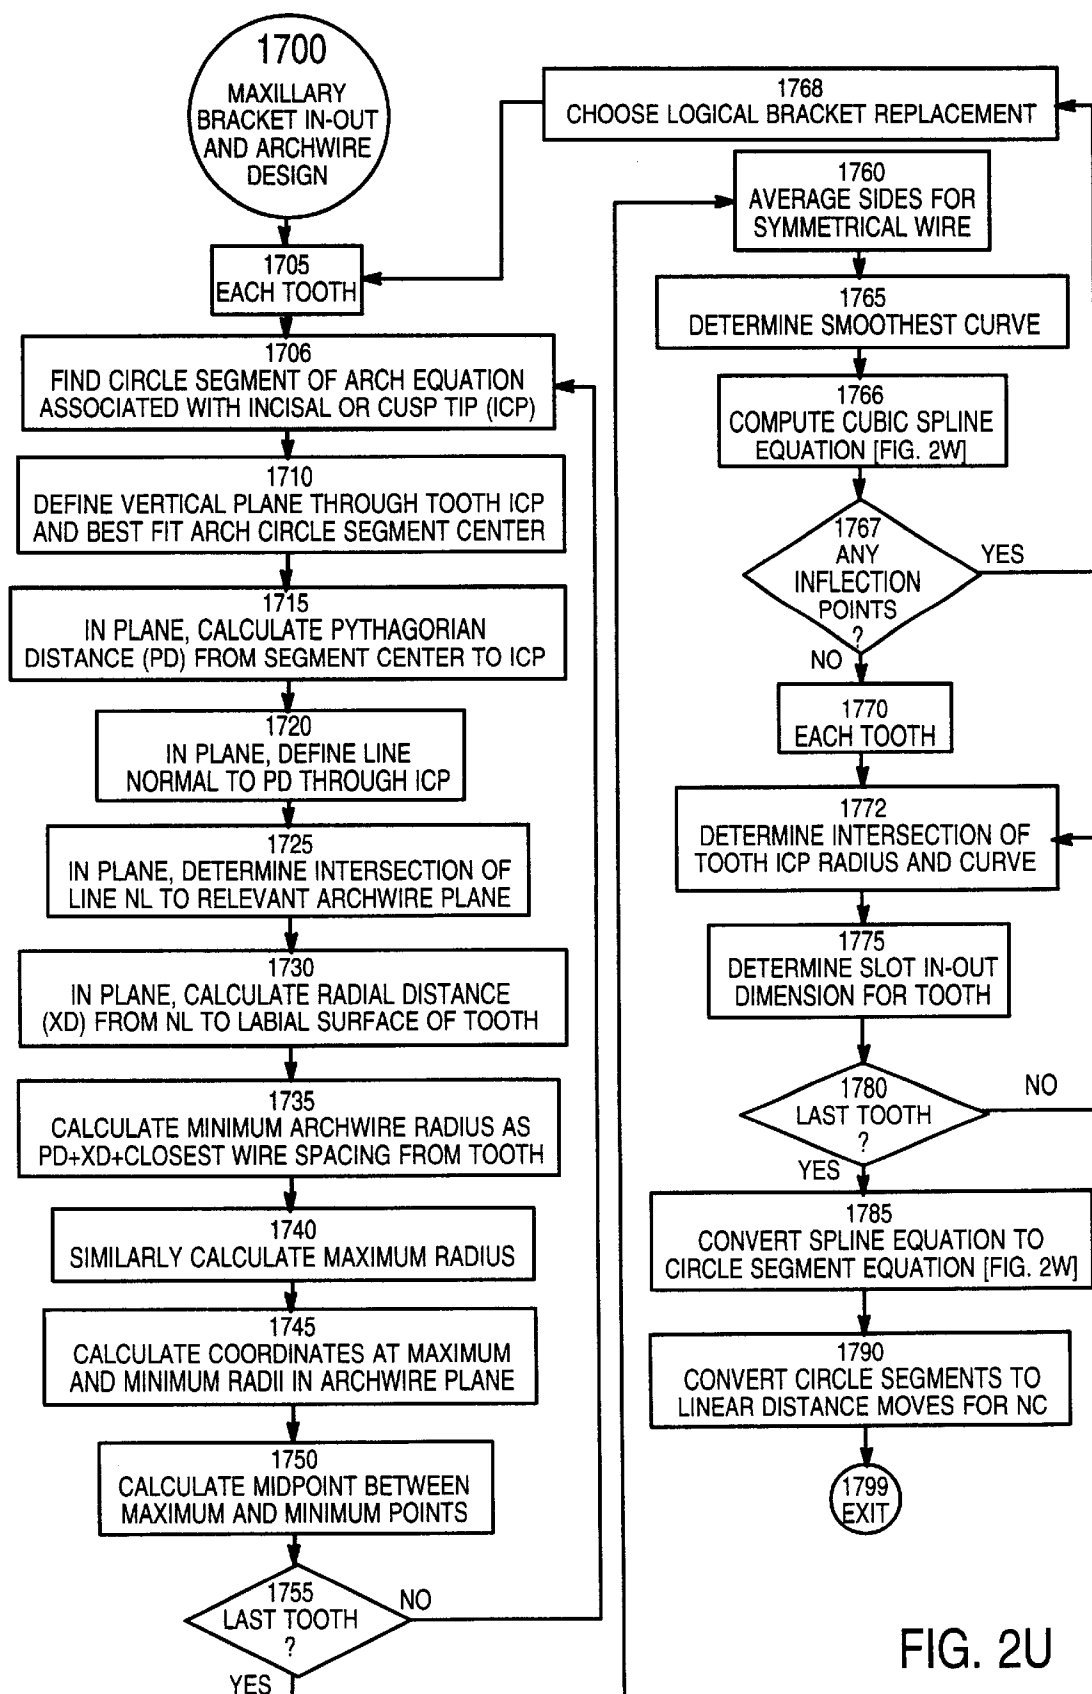 1700
MAXILLARY
BRACKET IN-OUT
AND ARCHWIRE
DESIGN
1705
EACH TOOTH
1706
FIND CIRCLE SEGMENT OF ARCH EQUATION
ASSOCIATED WITH INCISAL OR CUSP TIP (ICP)
1710
DEFINE VERTICAL PLANE THROUGH TOOTH ICP
AND BEST FIT ARCH CIRCLE SEGMENT CENTER
1715
IN PLANE, CALCULATE PYTHAGORIAN
DISTANCE (PD) FROM SEGMENT CENTER TO ICP
1720
IN PLANE, DEFINE LINE
NORMAL TO PD THROUGH ICP
1725
IN PLANE, DETERMINE INTERSECTION OF
LINE NL TO RELEVANT ARCHWIRE PLANE
1730
IN PLANE, CALCULATE RADIAL DISTANCE
(XD) FROM NL TO LABIAL SURFACE OF TOOTH
1735
CALCULATE MINIMUM ARCHWIRE RADIUS AS
PD+XD+CLOSEST WIRE SPACING FROM TOOTH
1740
SIMILARLY CALCULATE MAXIMUM RADIUS
1745
CALCULATE COORDINATES AT MAXIMUM
AND MINIMUM RADII IN ARCHWIRE PLANE
1750
CALCULATE MIDPOINT BETWEEN
MAXIMUM AND MINIMUM POINTS
1755
LAST TOOTH
?
NO
YES
1768
CHOOSE LOGICAL BRACKET REPLACEMENT
1760
AVERAGE SIDES FOR
SYMMETRICAL WIRE
1765
DETERMINE SMOOTHEST CURVE
1766
COMPUTE CUBIC SPLINE
EQUATION [FIG. 2W]
1767
ANY
INFLECTION
POINTS
?
YES
NO
1770
EACH TOOTH
1772
DETERMINE INTERSECTION OF
TOOTH ICP RADIUS AND CURVE
1775
DETERMINE SLOT IN-OUT
DIMENSION FOR TOOTH
1780
LAST TOOTH
?
NO
YES
1785
CONVERT SPLINE EQUATION TO
CIRCLE SEGMENT EQUATION [FIG. 2W]
1790
CONVERT CIRCLE SEGMENTS TO
LINEAR DISTANCE MOVES FOR NC
1799
EXIT
FIG. 2U